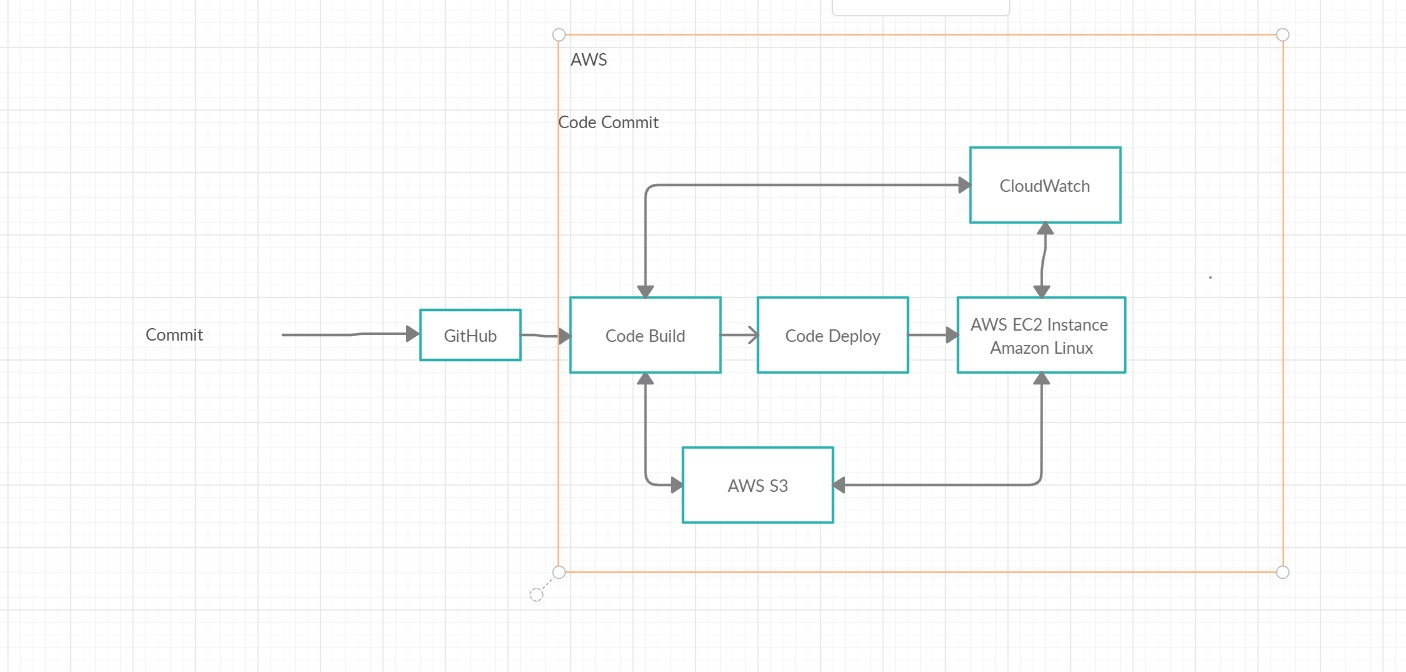 AWS
Code Commit
CloudWatch
Commit
GitHub
Code Build
Code Deploy
AWS EC2 Instance
Amazon Linux
AWS S3